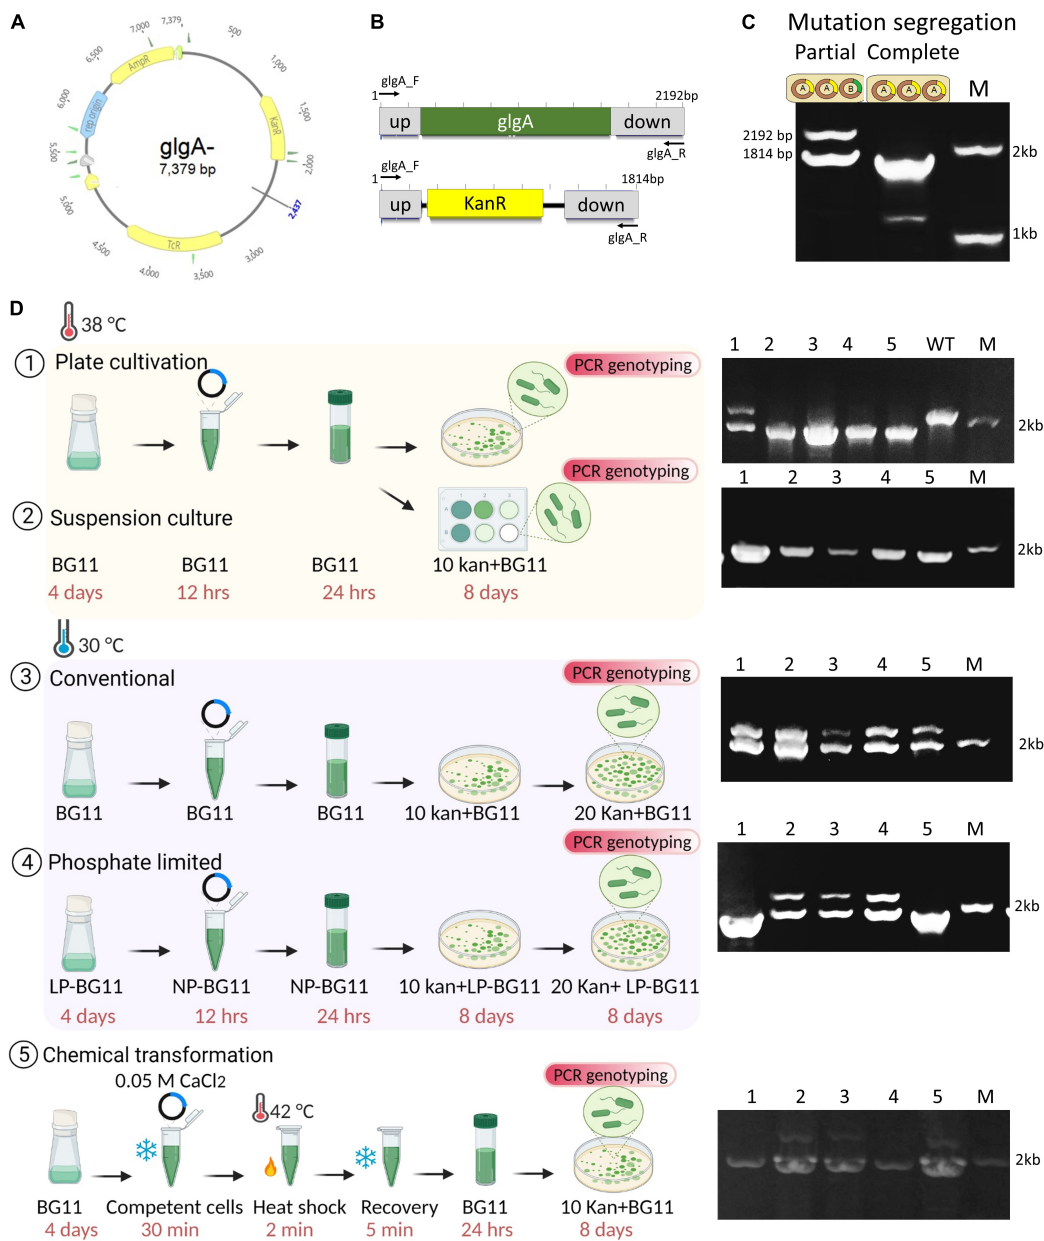 A
7,379
7,000
500
6,500
1,000
6,000
1,500
5,500
2,000
5,000
2,437
4,500
3,000
4,000
3,500
AmpR
KanR
rep origin
TcR
glgA-
7,379 bp
B
glgA_F
1
2192bp
up
glgA
down
glgA_R
glgA_F
1
1814bp
up
KanR
down
glgA_R
C
Mutation segregation
Partial Complete
A A B A A A M
2192 bp
1814 bp
2kb
1kb
D
38 °C
1 Plate cultivation
PCR genotyping
PCR genotyping
1 2 3
A
B
2 Suspension culture
BG11 BG11 BG11 10 kan+BG11
4 days 12 hrs 24 hrs 8 days
1 2 3 4 5 WT M
2kb
1 2 3 4 5 M
2kb
30 °C
3 Conventional
PCR genotyping
BG11 BG11 BG11 10 kan+BG11 20 Kan+BG11
1 2 3 4 5 M
2kb
4 Phosphate limited
PCR genotyping
LP-BG11 NP-BG11 NP-BG11 10 kan+LP-BG11 20 Kan+ LP-BG11
4 days 12 hrs 24 hrs 8 days 8 days
1 2 3 4 5 M
2kb
5 Chemical transformation
0.05 M CaCl2
42 °C
PCR genotyping
BG11 Competent cells Heat shock Recovery BG11 10 Kan+BG11
4 days 30 min 2 min 5 min 24 hrs 8 days
1 2 3 4 5 M
2kb